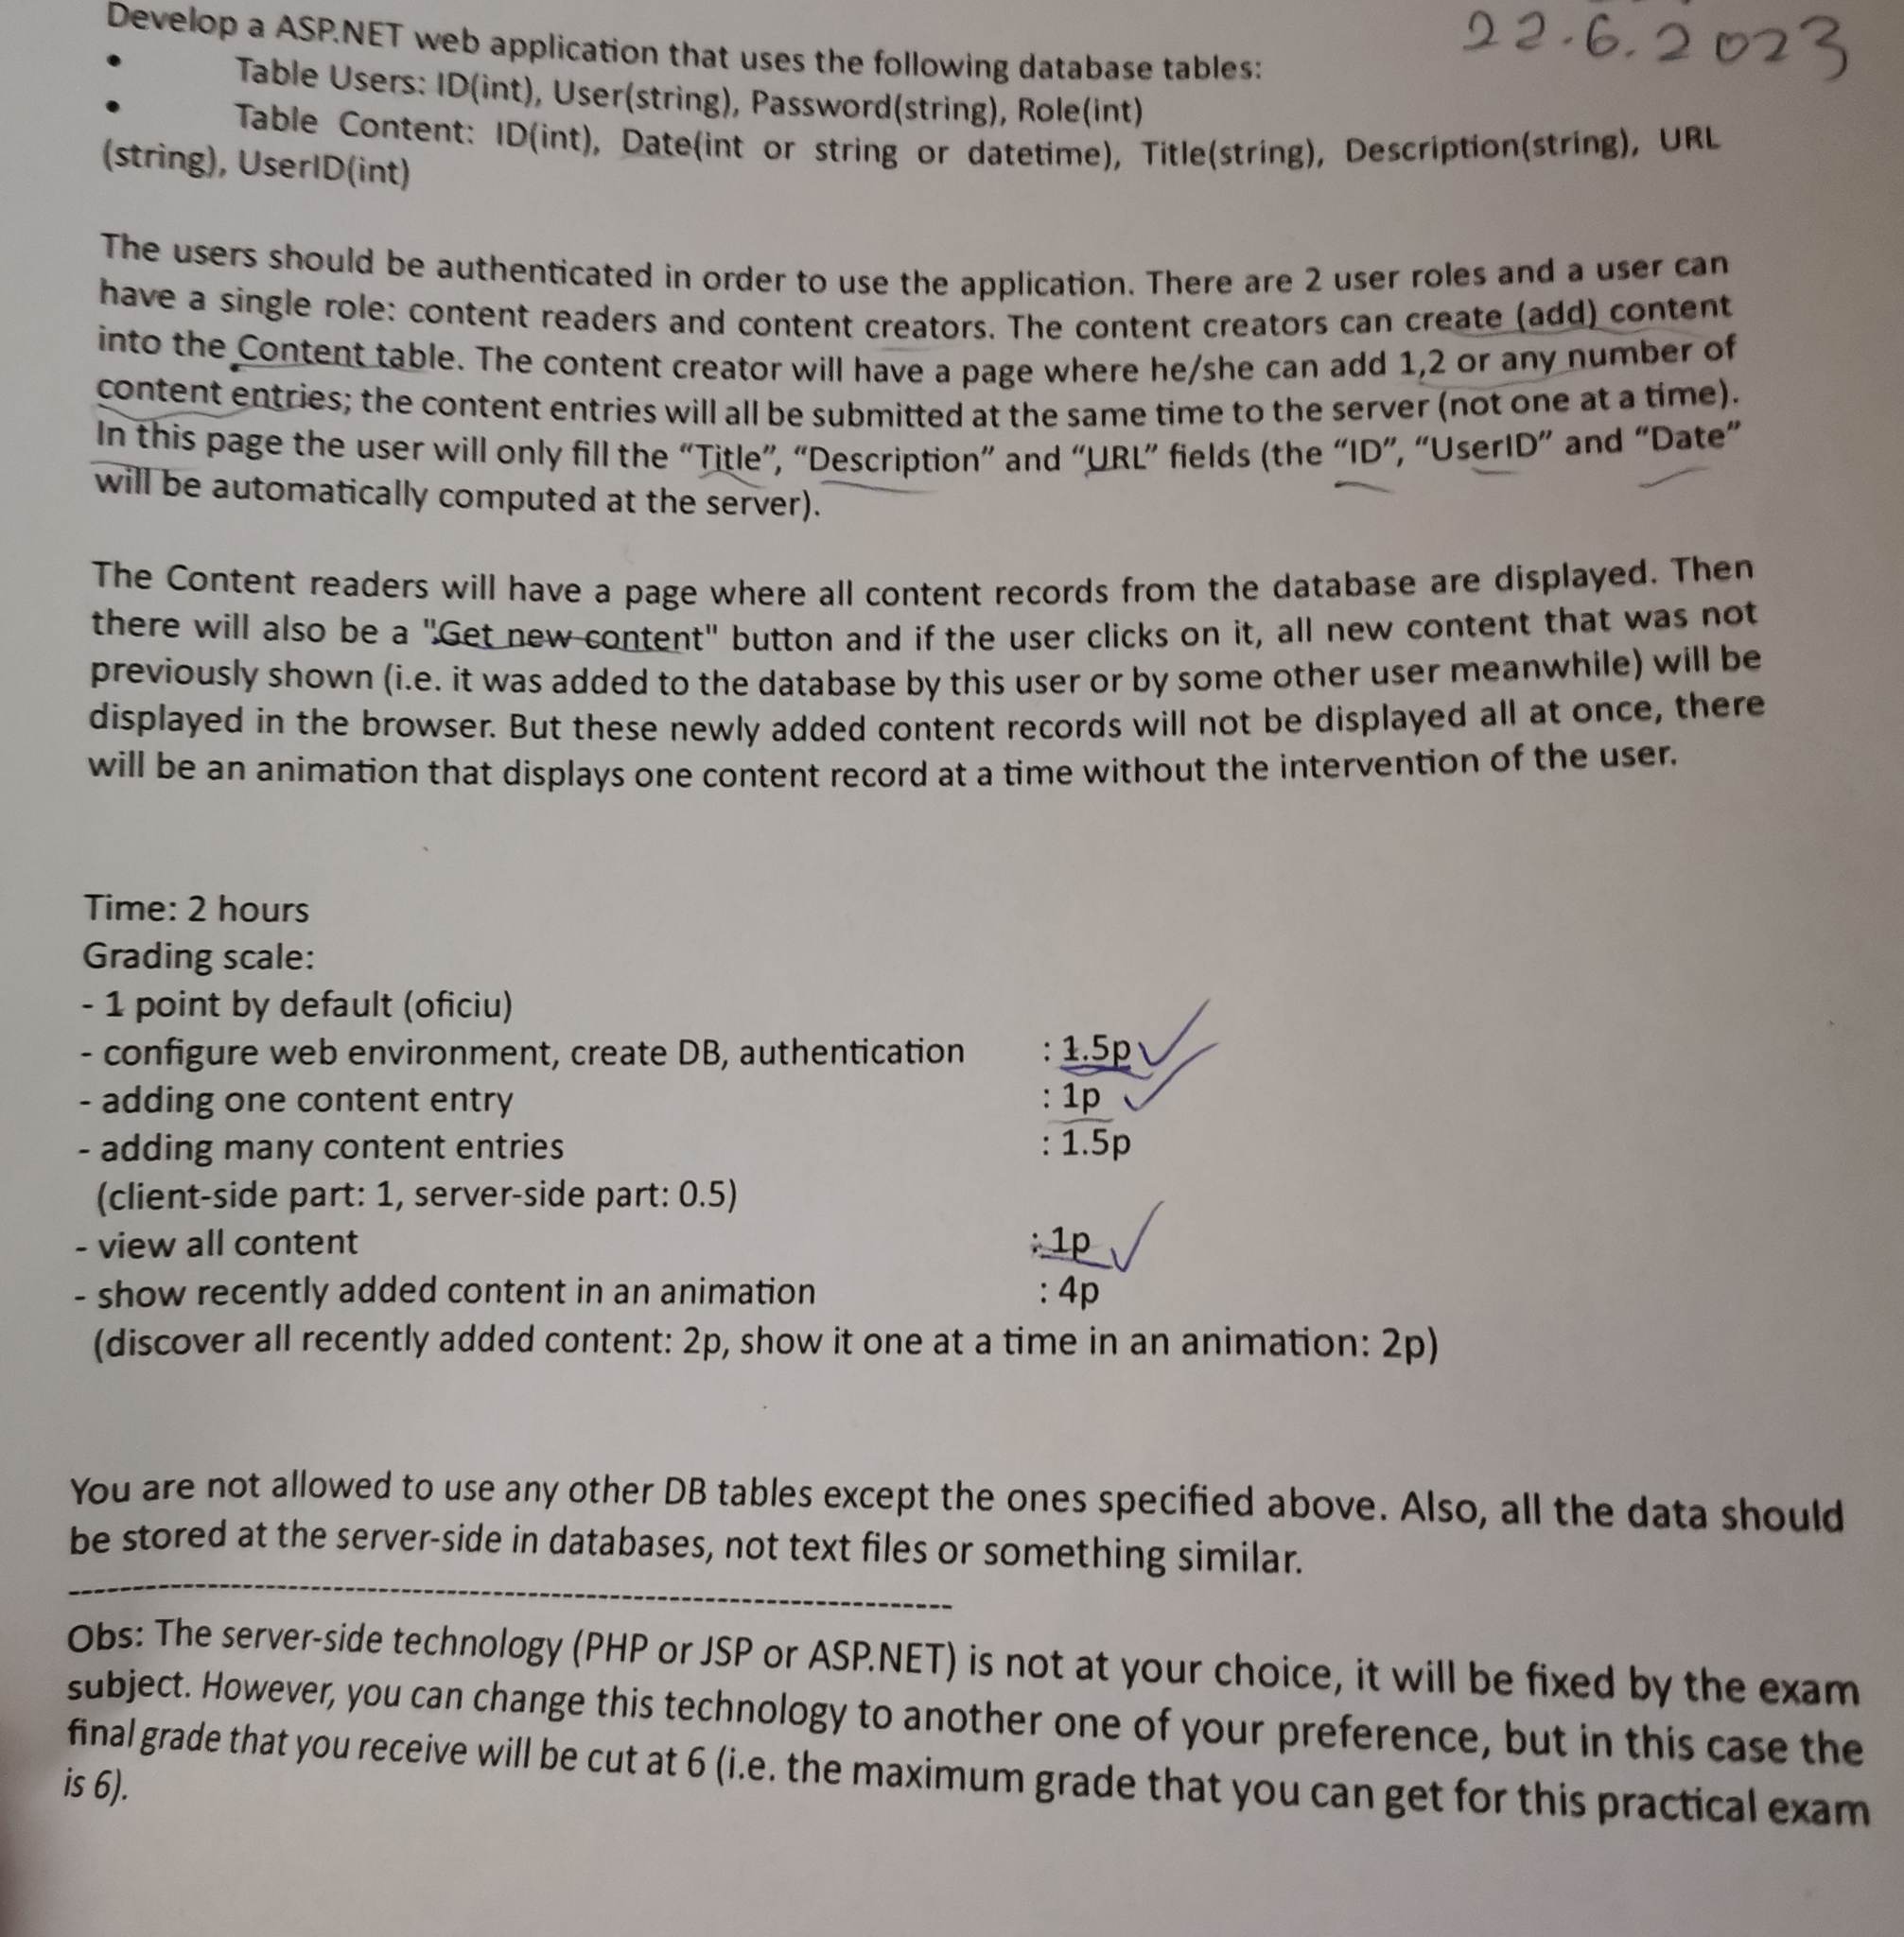 22.6.2023
Develop a ASP.NET web application that uses the following database tables:
• Table Users: ID(int), User(string), Password(string), Role(int)
• Table Content: ID(int), Date(int or string or datetime), Title(string), Description(string), URL
(string), UserID(int)
The users should be authenticated in order to use the application. There are 2 user roles and a user can
have a single role: content readers and content creators. The content creators can create (add) content
into the Content table. The content creator will have a page where he/she can add 1,2 or any number of
content entries; the content entries will all be submitted at the same time to the server (not one at a time).
In this page the user will only fill the “Title”, “Description” and “URL” fields (the “ID”, “UserID” and “Date”
will be automatically computed at the server).
The Content readers will have a page where all content records from the database are displayed. Then
there will also be a "Get new content" button and if the user clicks on it, all new content that was not
previously shown (i.e. it was added to the database by this user or by some other user meanwhile) will be
displayed in the browser. But these newly added content records will not be displayed all at once, there
will be an animation that displays one content record at a time without the intervention of the user.
Time: 2 hours
Grading scale:
- 1 point by default (oficiu)
- configure web environment, create DB, authentication : 1.5p
- adding one content entry : 1p
- adding many content entries : 1.5p
(client-side part: 1, server-side part: 0.5)
- view all content : 1p
- show recently added content in an animation : 4p
(discover all recently added content: 2p, show it one at a time in an animation: 2p)
You are not allowed to use any other DB tables except the ones specified above. Also, all the data should
be stored at the server-side in databases, not text files or something similar.
--------------------------------------------------------------------------
Obs: The server-side technology (PHP or JSP or ASP.NET) is not at your choice, it will be fixed by the exam
subject. However, you can change this technology to another one of your preference, but in this case the
final grade that you receive will be cut at 6 (i.e. the maximum grade that you can get for this practical exam
is 6).